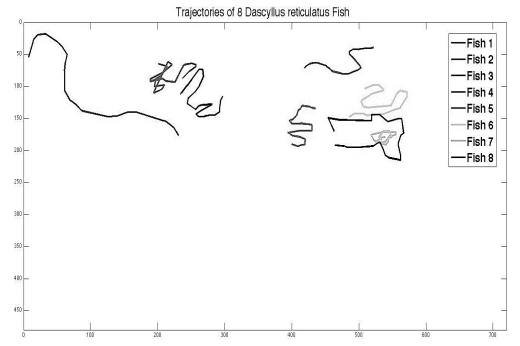 Trajectories of 8 Dascyllus reticulatus Fish
0
50
100
150
200
250
300
350
400
450
0
100
200
300
400
500
600
700
Fish 1
Fish 2
Fish 3
Fish 4
Fish 5
Fish 6
Fish 7
Fish 8